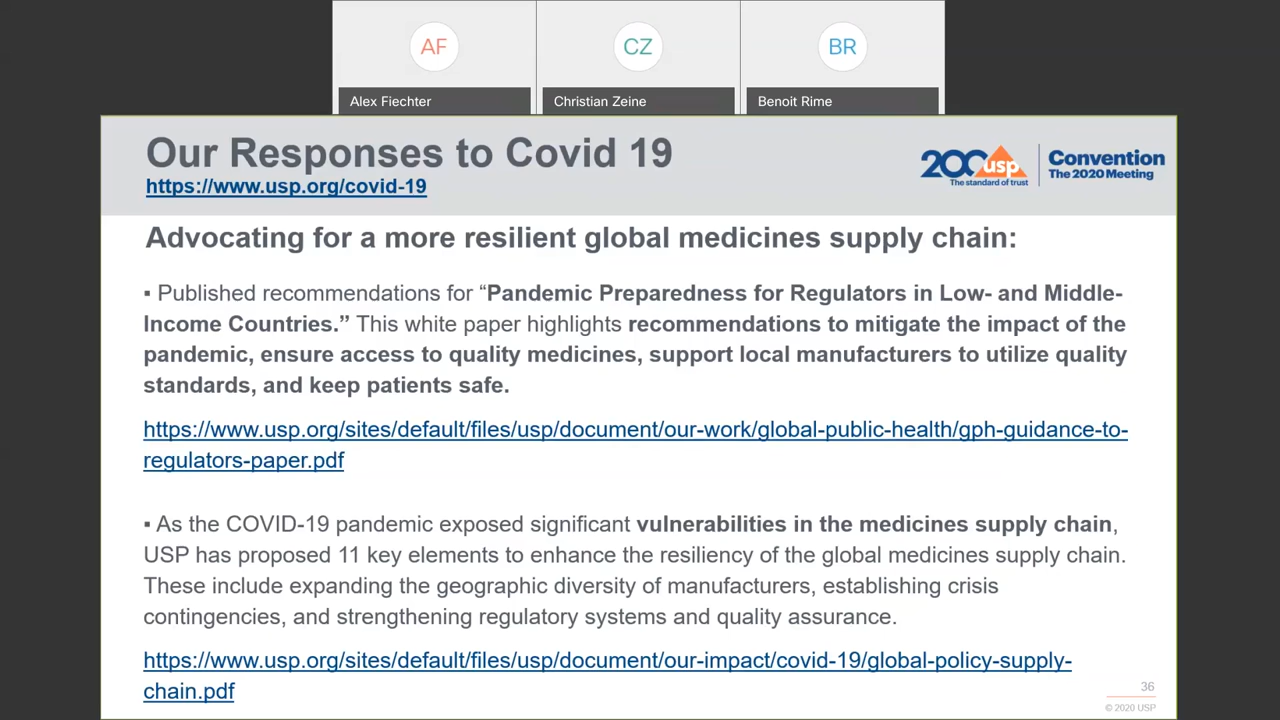 AF
CZ
BR
Alex Fiechter
Christian Zeine
Benoit Rime
Our Responses to Covid 19
https://www.usp.org/covid-19
200 usp
The standard of trust
Convention
The 2020 Meeting
Advocating for a more resilient global medicines supply chain:
▪ Published recommendations for “Pandemic Preparedness for Regulators in Low- and Middle-
Income Countries.” This white paper highlights recommendations to mitigate the impact of the
pandemic, ensure access to quality medicines, support local manufacturers to utilize quality
standards, and keep patients safe.
https://www.usp.org/sites/default/files/usp/document/our-work/global-public-health/gph-guidance-to-
regulators-paper.pdf
▪ As the COVID-19 pandemic exposed significant vulnerabilities in the medicines supply chain,
USP has proposed 11 key elements to enhance the resiliency of the global medicines supply chain.
These include expanding the geographic diversity of manufacturers, establishing crisis
contingencies, and strengthening regulatory systems and quality assurance.
https://www.usp.org/sites/default/files/usp/document/our-impact/covid-19/global-policy-supply-
chain.pdf
36
© 2020 USP